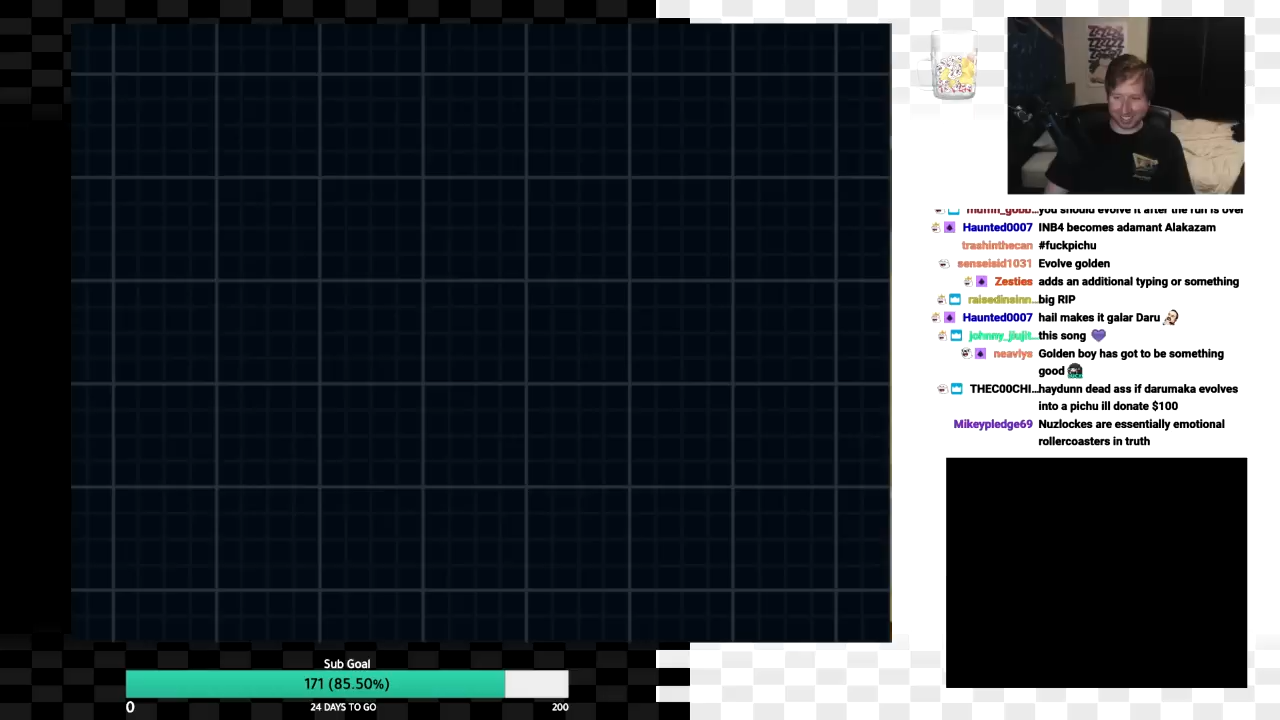 you should evolve it after the run is over
Haunted0007 INB4 becomes adamant Alakazam
trashinthecan #fuckpichu
senseisid1031 Evolve golden
Zesties adds an additional typing or something
raisedinsinn… big RIP
Haunted0007 hail makes it galar Daru
johnny_jiujit… this song
neavlys Golden boy has got to be something
good
THEC00CHI… haydunn dead ass if darumaka evolves
into a pichu ill donate $100
Mikeypledge69 Nuzlockes are essentially emotional
rollercoasters in truth
Sub Goal
171 (85.50%)
0 24 DAYS TO GO 200